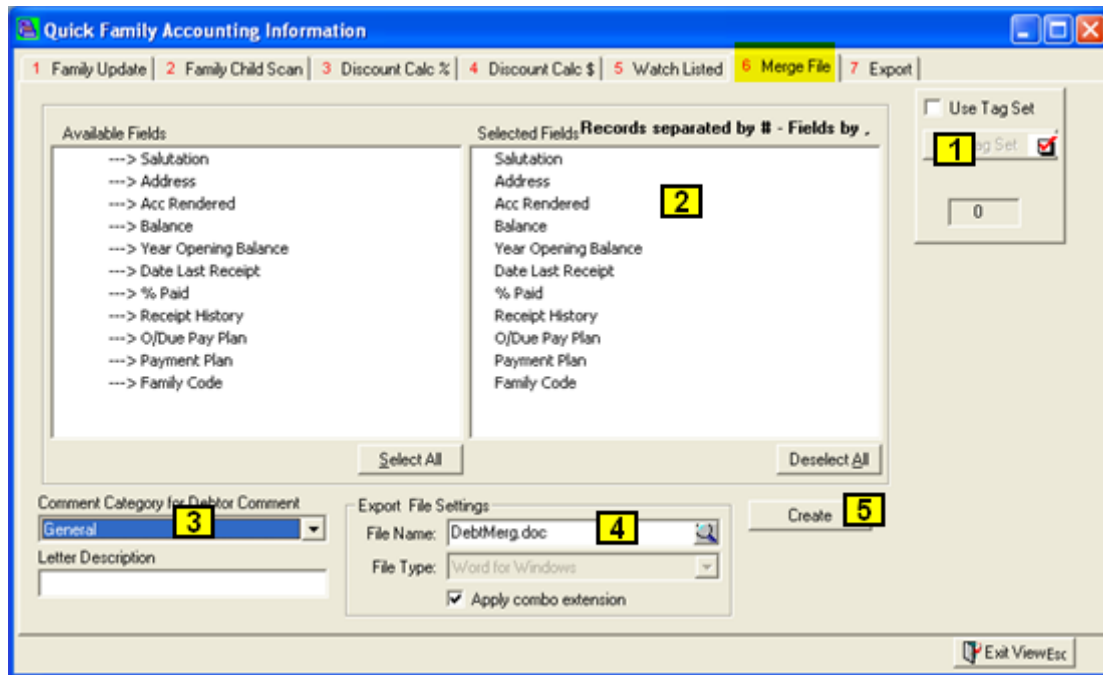 Quick Family Accounting Information
1 Family Update 2 Family Child Scan 3 Discount Calc % 4 Discount Calc $ 5 Watch Listed 6 Merge File 7 Export
Use Tag Set
1 ag Set
0
Available Fields
---> Salutation
---> Address
---> Acc Rendered
---> Balance
---> Year Opening Balance
---> Date Last Receipt
---> % Paid
---> Receipt History
---> O/Due Pay Plan
---> Payment Plan
---> Family Code
Select All
Selected Fields Records separated by # - Fields by ,
Salutation
Address
Acc Rendered
Balance
Year Opening Balance
Date Last Receipt
% Paid
Receipt History
O/Due Pay Plan
Payment Plan
Family Code
2
Deselect All
Comment Category for Debtor Comment
General 3
Letter Description
Export File Settings
File Name: DebtMerg.doc 4
File Type: Word for Windows
Apply combo extension
Create 5
Exit View Esc